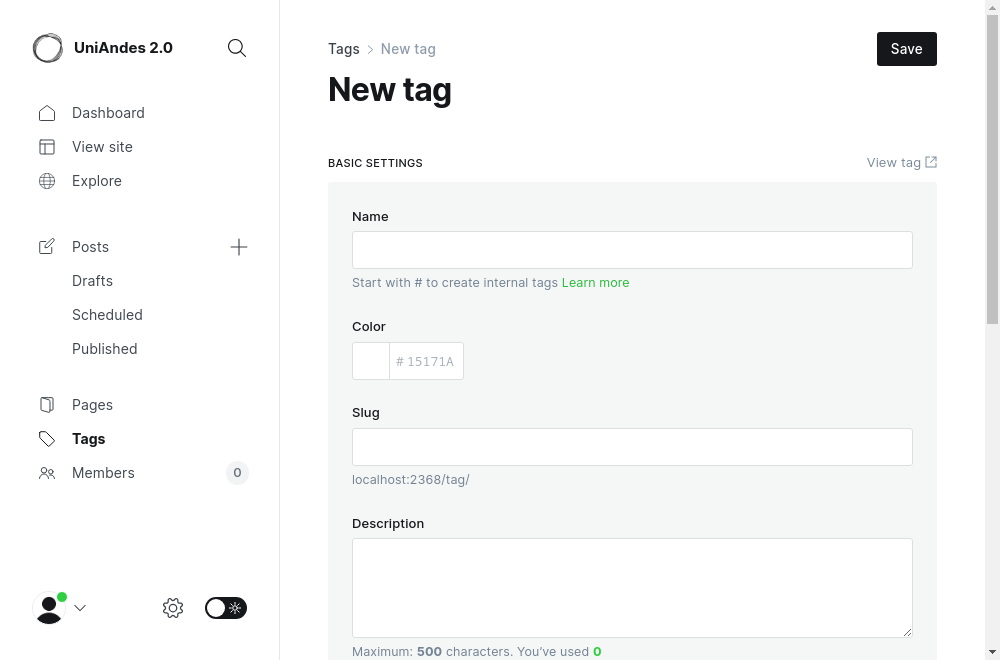 UniAndes 2.0
Dashboard
View site
Explore
Posts
Drafts
Scheduled
Published
Pages
Tags
Members
0
Tags
New tag
Save
New tag
BASIC SETTINGS
View tag
Name
Start with # to create internal tags Learn more
Color
# 15171A
Slug
localhost:2368/tag/
Description
Maximum: 500 characters. You've used 0